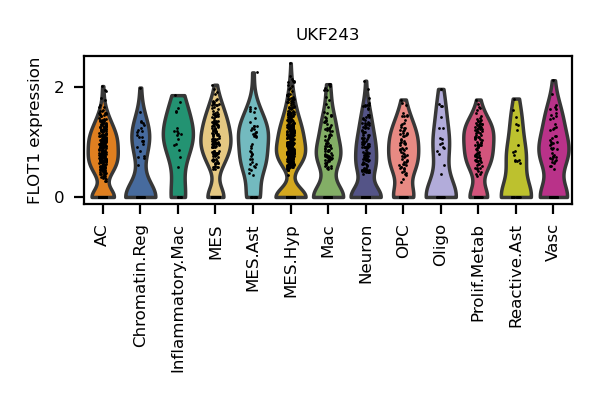 UKF243
FLOT1 expression
2
0
AC
Chromatin.Reg
Inflammatory.Mac
MES
MES.Ast
MES.Hyp
Mac
Neuron
OPC
Oligo
Prolif.Metab
Reactive.Ast
Vasc